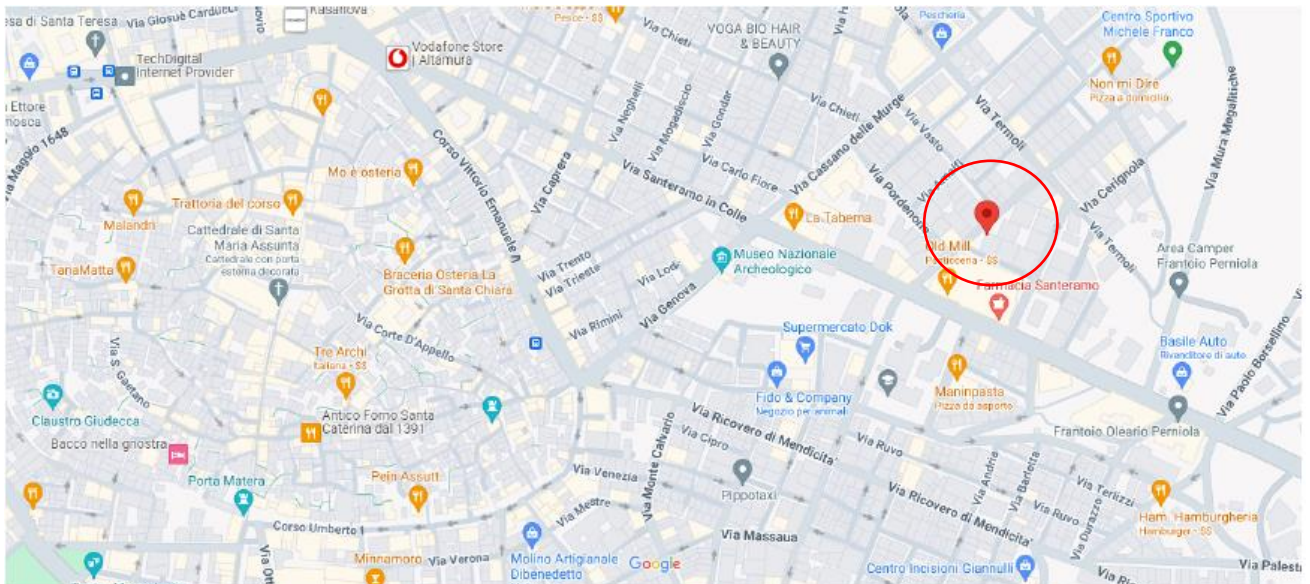 esa di Santa Teresa
Via Giosuè Carducci
Kasanova
TechDigital
Internet Provider
Vodafone Store
| Altamura
Pesce - $$
Via Chieti
VOGA BIO HAIR
& BEAUTY
Pescheria
Centro Sportivo
Michele Franco
Non mi Dire
Pizza a domicilio
Ettore
Via Maggio 1648
Via Neghelli
Via Mogadiscio
Via Gondar
Via Chieti
Via Cassano delle Murge
Via Vasto
Via Termoli
Via Mura Megalitiche
Corso Vittorio Emanuele II
Via Caprera
Via Carlo Fiore
Via Santeramo in Colle
Via Pordenone
Via Amalfi
Via Cerignola
Via Termoli
Mo e osteria
Trattoria del corso
Malandri
Cattedrale di Santa
Maria Assunta
Cattedrale con porta
esterna decorata
TanaMatta
Braceria Osteria La
Grotta di Santa Chiara
La Taberna
Museo Nazionale
Archeologico
Old Mill
Pasticceria - $$
Farmacia Santeramo
Area Camper
Frantoio Perniola
Via Trento
Via Trieste
Via Lodi
Via Genova
Via Rimini
Via Corte D'Appello
Supermercato Dok
Basile Auto
Rivenditore di auto
Via Paolo Borsellino
Via S. Gaetano
Tre Archi
Italiana - $$
Claustro Giudecca
Antico Forno Santa
Caterina dal 1391
Bacco nella gnostra
Fido & Company
Negozio per animali
Maninpasta
Pizza da asporto
Frantoio Oleario Perniola
Via Monte Calvario
Via Ricovero di Mendicita'
Via Cipro
Via Ruvo
Via Andria
Via Barletta
Via Terlizzi
Porta Matera
Pein Assutt
Via Venezia
Pippotaxi
Via Ricovero di Mendicita'
Via Ruvo
Via Durazzo
Ham. Hamburgheria
Hamburger - $$
Via Mestre
Corso Umberto I
Via Massaua
Minnamoro
Via Verona
Molino Artigianale
Dibenedetto
Google
Centro Incisioni Giannulli
Via Palest